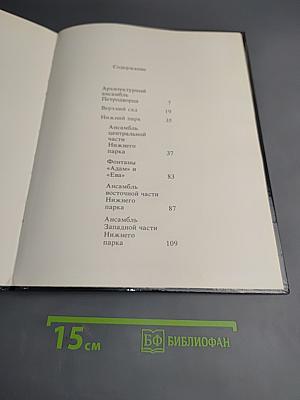 Содержание
Архитектурный
ансамбль
Петродворца 7
Верхний сад 19
Нижний парк 35
Ансамбль
центральной
части
Нижнего
парка 37
Фонтаны
«Адам» и
«Ева» 83
Ансамбль
восточной части
Нижнего
парка 87
Ансамбль
Западной части
Нижнего
парка 109
15 см БФ БИБЛИОФАН